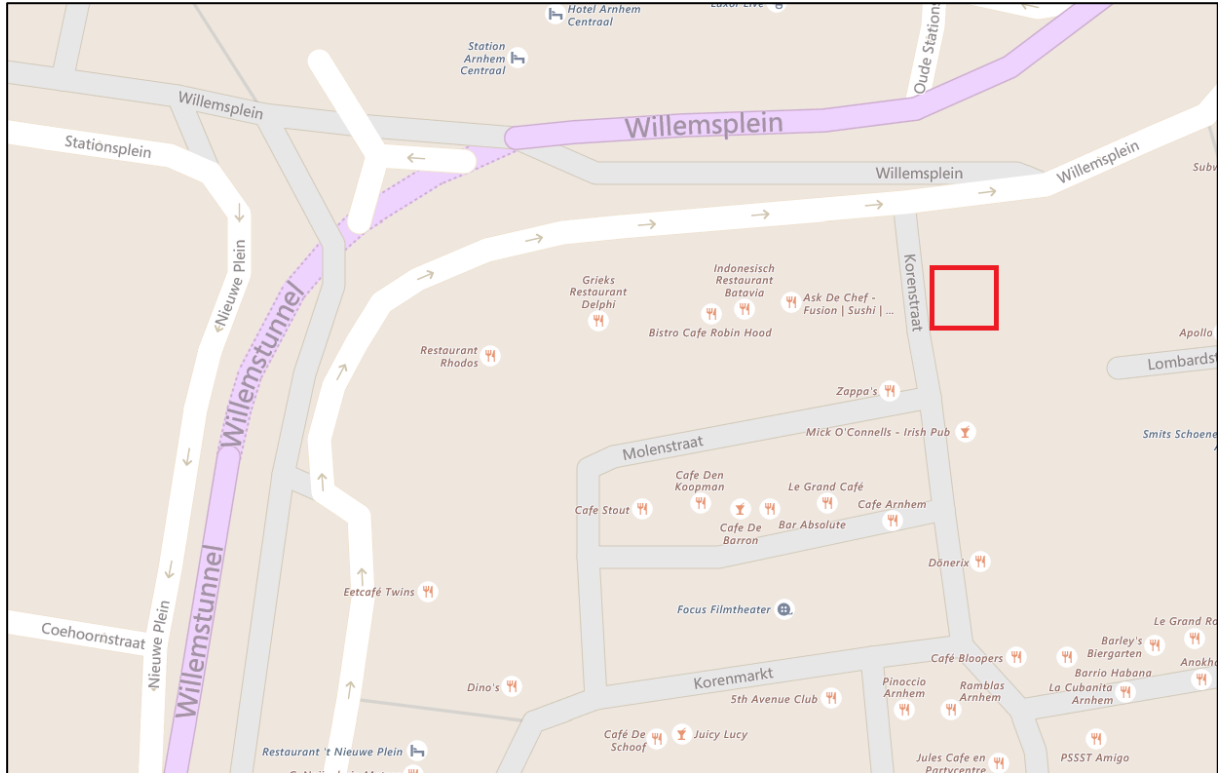 Hotel Arnhem
Centraal
Luxor Live
Station
Arnhem
Centraal
Oude Stations
Willemsplein
Willemsplein
Willemsplein
Stationsplein
Willemsplein
Willemsplein
Subw
Nieuwe Plein
Korenstraat
Grieks
Restaurant
Delphi
Indonesisch
Restaurant
Batavia
Ask De Chef -
Fusion | Sushi | ...
Bistro Cafe Robin Hood
Apolla
Restaurant
Rhodos
Lombardst
Willemstunnel
Zappa's
Molenstraat
Mick O'Connells - Irish Pub
Smits Schoene
Cafe Den
Koopman
Le Grand Café
Cafe Stout
Cafe Arnhem
Cafe De
Barron
Bar Absolute
Dönerix
Willemstunnel
Eetcafé Twins
Focus Filmtheater
Nieuwe Plein
Coehoornstraat
Le Grand Ro
Barley's
Biergarten
Café Bloopers
Anokh
Barrio Habana
Korenmarkt
Dino's
5th Avenue Club
Pinoccio
Arnhem
Ramblas
Arnhem
La Cubanita
Arnhem
Café De
Schoof
Juicy Lucy
Restaurant 't Nieuwe Plein
Jules Cafe en
Partycentre
PSSST Amigo